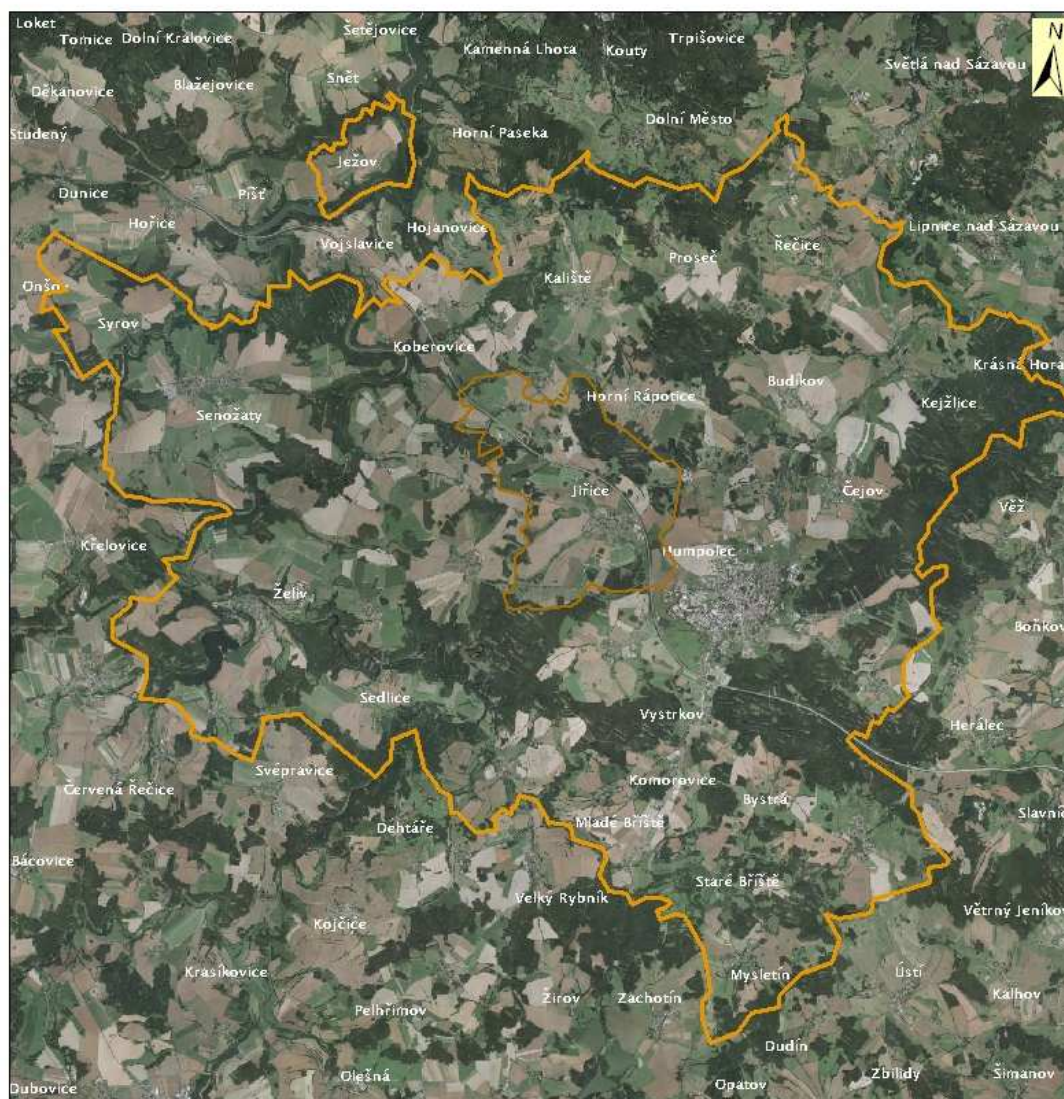 Loket
Tomice
Dolní Kralovice
Šetějovice
Kamenná Lhota
Kouty
Trpišovice
N
Děkanovice
Blažejovice
Snět
Světlá nad Sázavou
Studený
Ježov
Horní Paseka
Dolní Město
Dunice
Píšť
Hořice
Vojslavice
Hojanovice
Lipnice nad Sázavou
Řečice
Proseč
Kaliště
Onšov
Syrov
Koberovice
Krásná Hora
Budíkov
Horní Rápotice
Kejžlice
Senožaty
Jiřice
Čejov
Věž
Křelovice
Humpolec
Želiv
Boňkov
Sedlice
Vystrkov
Herálec
Svépravice
Komorovice
Bystrá
Červená Řečice
Slavníč
Dehtáře
Mladé Bříště
Bácovice
Staré Bříště
Velký Rybník
Větrný Jeníkov
Kojčice
Krasíkovice
Mysletín
Ústí
Žirov
Zachotín
Kalhov
Pelhřimov
Dudín
Olešná
Zbilidy
Šimanov
Dubovice
Opatov